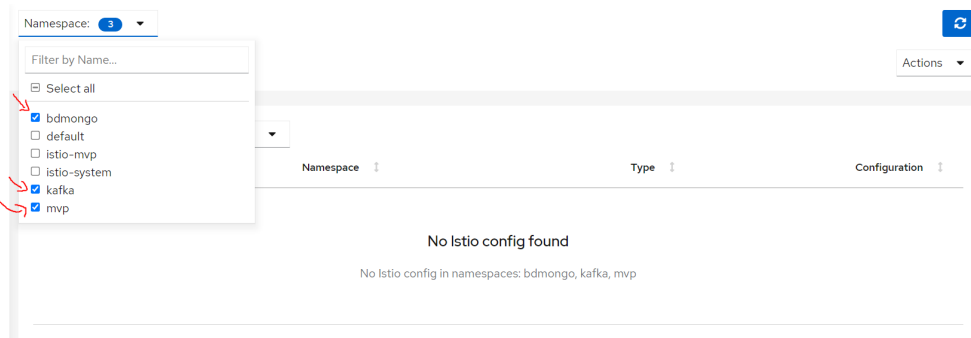 Namespace: 3
Filter by Name...
Actions
Select all
bdmongo
default
istio-mvp
istio-system
kafka
mvp
Namespace Type Configuration
No Istio config found
No Istio config in namespaces: bdmongo, kafka, mvp